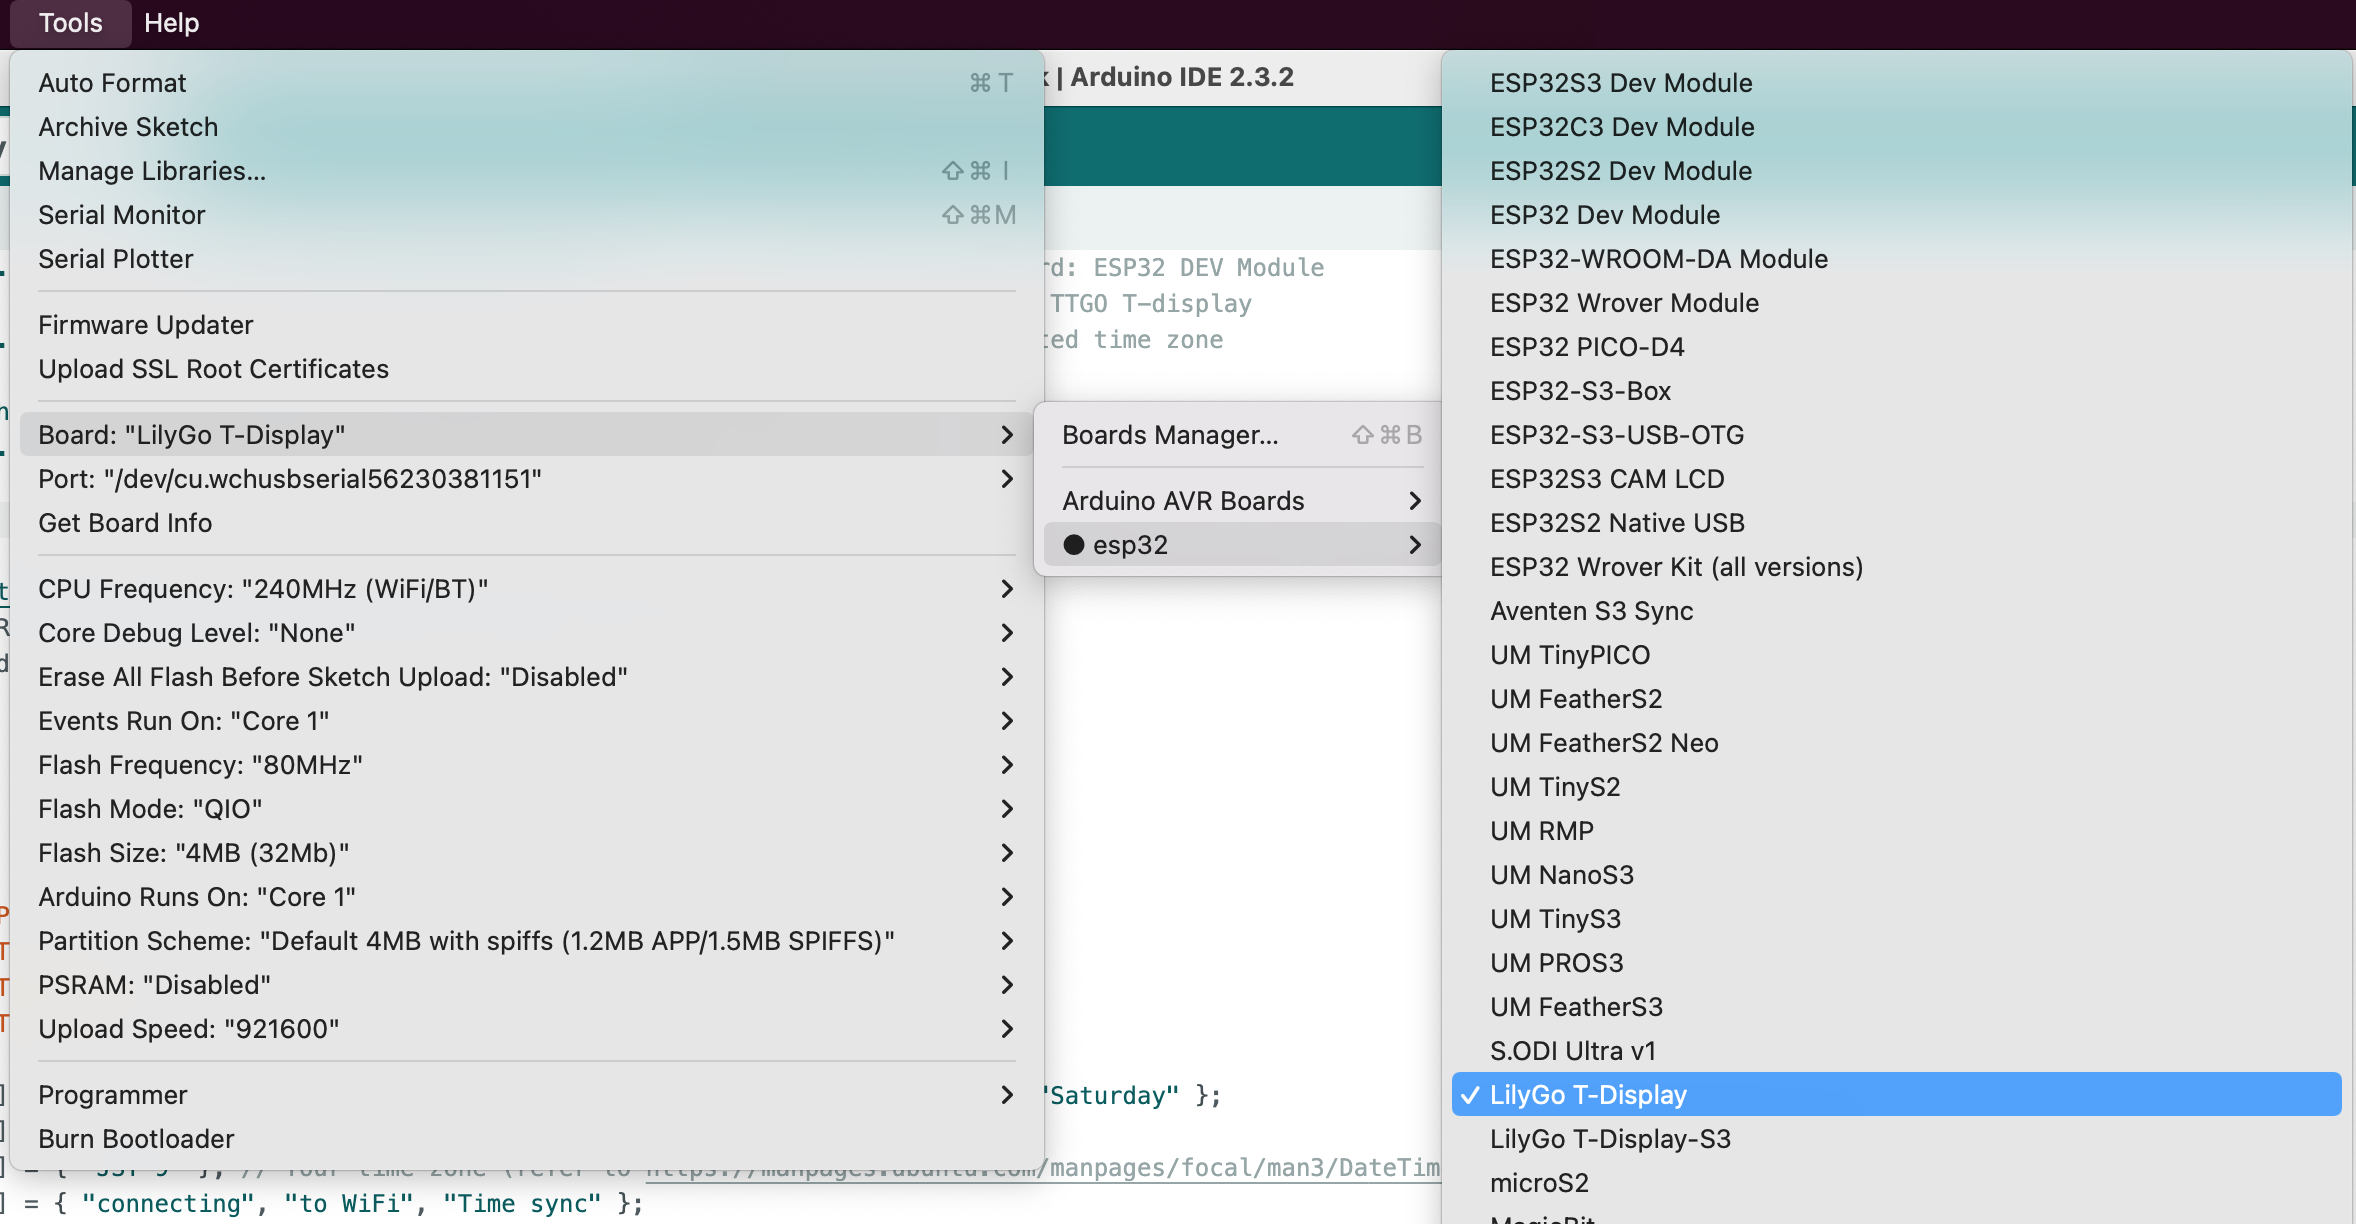 Tools Help
k | Arduino IDE 2.3.2
Auto Format ⌘T
Archive Sketch
Manage Libraries... ⇧⌘I
Serial Monitor ⇧⌘M
Serial Plotter
Firmware Updater
Upload SSL Root Certificates
Board: "LilyGo T-Display"
Port: "/dev/cu.wchusbserial56230381151"
Get Board Info
CPU Frequency: "240MHz (WiFi/BT)"
Core Debug Level: "None"
Erase All Flash Before Sketch Upload: "Disabled"
Events Run On: "Core 1"
Flash Frequency: "80MHz"
Flash Mode: "QIO"
Flash Size: "4MB (32Mb)"
Arduino Runs On: "Core 1"
Partition Scheme: "Default 4MB with spiffs (1.2MB APP/1.5MB SPIFFS)"
PSRAM: "Disabled"
Upload Speed: "921600"
Programmer
Burn Bootloader
rd: ESP32 DEV Module
TTGO T-display
ted time zone
Boards Manager... ⇧⌘B
Arduino AVR Boards
esp32
ESP32S3 Dev Module
ESP32C3 Dev Module
ESP32S2 Dev Module
ESP32 Dev Module
ESP32-WROOM-DA Module
ESP32 Wrover Module
ESP32 PICO-D4
ESP32-S3-Box
ESP32-S3-USB-OTG
ESP32S3 CAM LCD
ESP32S2 Native USB
ESP32 Wrover Kit (all versions)
Aventen S3 Sync
UM TinyPICO
UM FeatherS2
UM FeatherS2 Neo
UM TinyS2
UM RMP
UM NanoS3
UM TinyS3
UM PROS3
UM FeatherS3
S.ODI Ultra v1
✓ LilyGo T-Display
LilyGo T-Display-S3
microS2
"Saturday" };
https://manpages.ubuntu.com/manpages/focal/man3/DateTim
] = { "connecting", "to WiFi", "Time sync" };